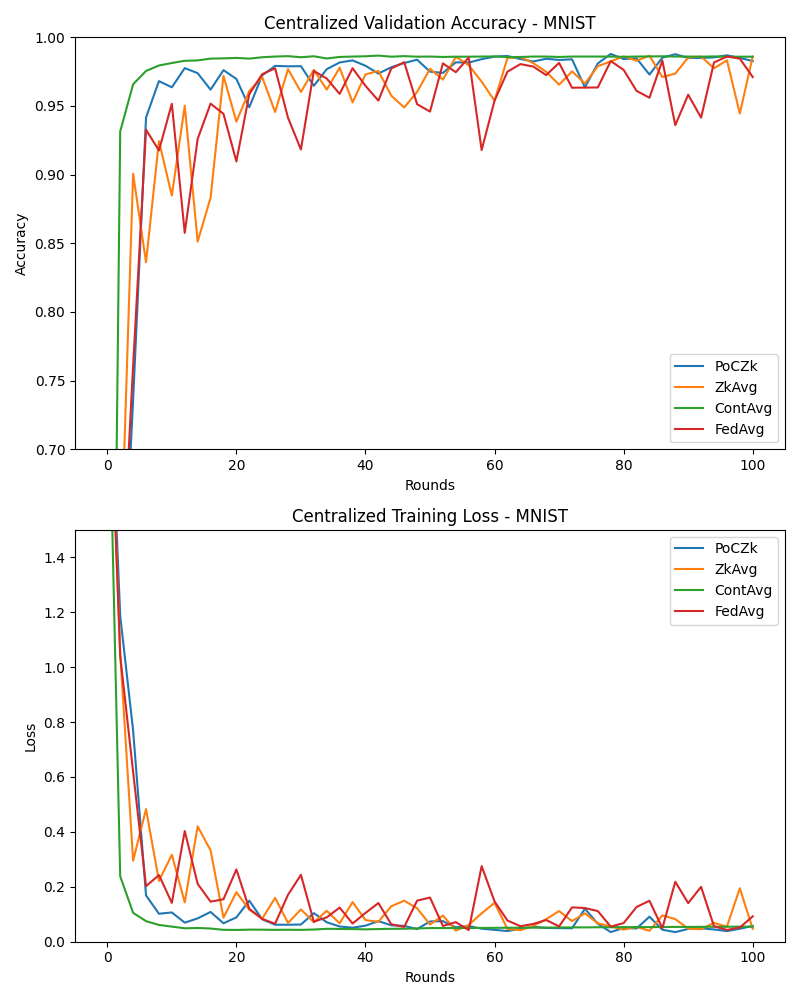 Centralized Validation Accuracy - MNIST
1.00
0.95
0.90
0.85
0.80
0.75
0.70
Accuracy
0
20
40
60
80
100
Rounds
PoCZk
ZkAvg
ContAvg
FedAvg
Centralized Training Loss - MNIST
1.4
1.2
1.0
0.8
0.6
0.4
0.2
0.0
Loss
0
20
40
60
80
100
Rounds
PoCZk
ZkAvg
ContAvg
FedAvg